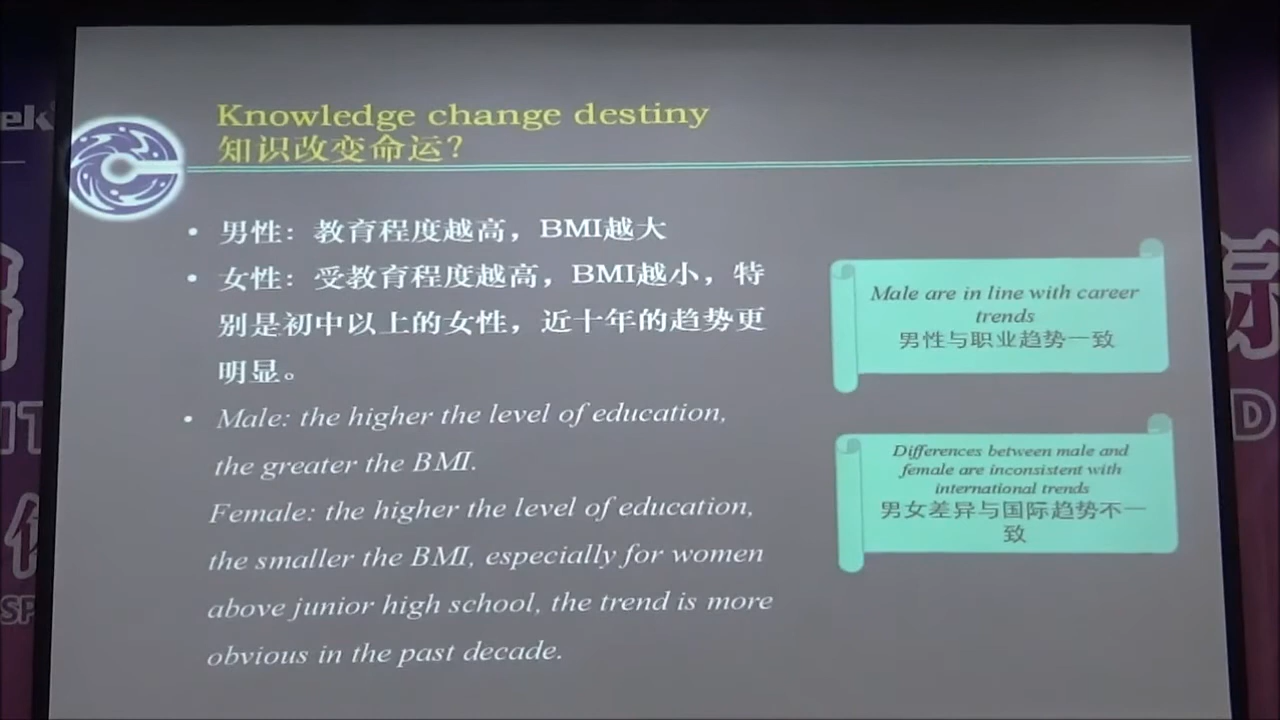 Knowledge change destiny
知识改变命运?
• 男性：教育程度越高，BMI越大
• 女性：受教育程度越高，BMI越小，特
别是初中以上的女性，近十年的趋势更
明显。
• Male: the higher the level of education,
the greater the BMI.
Female: the higher the level of education,
the smaller the BMI, especially for women
above junior high school, the trend is more
obvious in the past decade.
Male are in line with career
trends
男性与职业趋势一致
Differences between male and
female are inconsistent with
international trends
男女差异与国际趋势不一
致